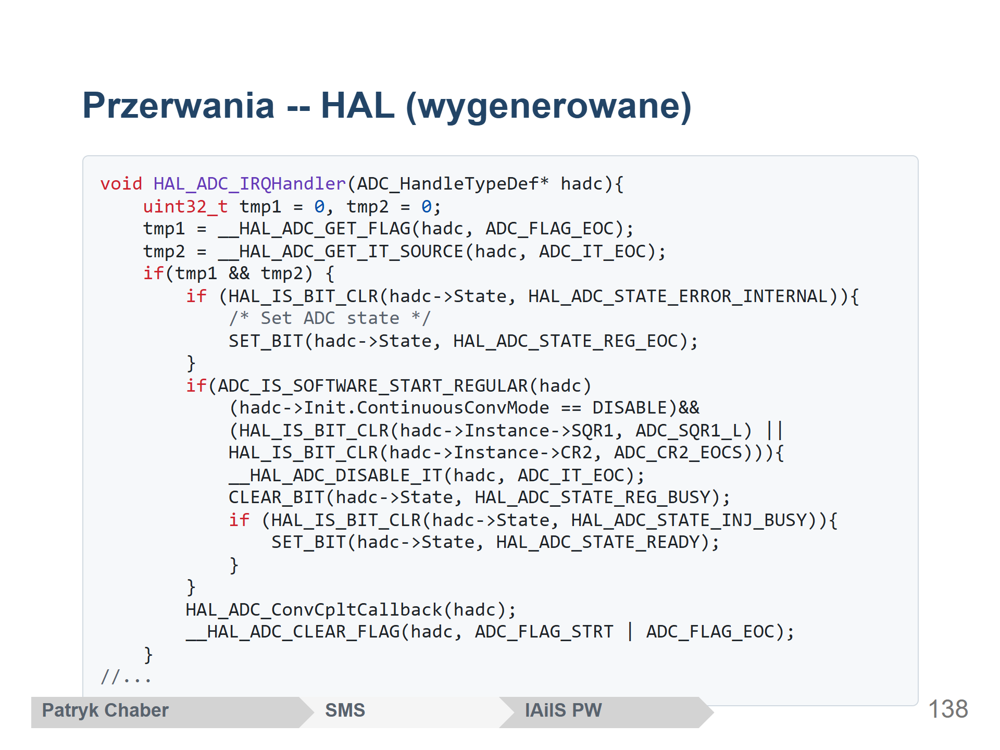 Przerwania -- HAL (wygenerowane)
void HAL_ADC_IRQHandler(ADC_HandleTypeDef* hadc){
    uint32_t tmp1 = 0, tmp2 = 0;
    tmp1 = __HAL_ADC_GET_FLAG(hadc, ADC_FLAG_EOC);
    tmp2 = __HAL_ADC_GET_IT_SOURCE(hadc, ADC_IT_EOC);
    if(tmp1 && tmp2) {
        if (HAL_IS_BIT_CLR(hadc->State, HAL_ADC_STATE_ERROR_INTERNAL)){
            /* Set ADC state */
            SET_BIT(hadc->State, HAL_ADC_STATE_REG_EOC);
        }
        if(ADC_IS_SOFTWARE_START_REGULAR(hadc)
            (hadc->Init.ContinuousConvMode == DISABLE)&&
            (HAL_IS_BIT_CLR(hadc->Instance->SQR1, ADC_SQR1_L) ||
            HAL_IS_BIT_CLR(hadc->Instance->CR2, ADC_CR2_EOCS))){
            __HAL_ADC_DISABLE_IT(hadc, ADC_IT_EOC);
            CLEAR_BIT(hadc->State, HAL_ADC_STATE_REG_BUSY);
            if (HAL_IS_BIT_CLR(hadc->State, HAL_ADC_STATE_INJ_BUSY)){
                SET_BIT(hadc->State, HAL_ADC_STATE_READY);
            }
        }
        HAL_ADC_ConvCpltCallback(hadc);
        __HAL_ADC_CLEAR_FLAG(hadc, ADC_FLAG_STRT | ADC_FLAG_EOC);
    }
//...
Patryk Chaber
SMS
IAiIS PW
138